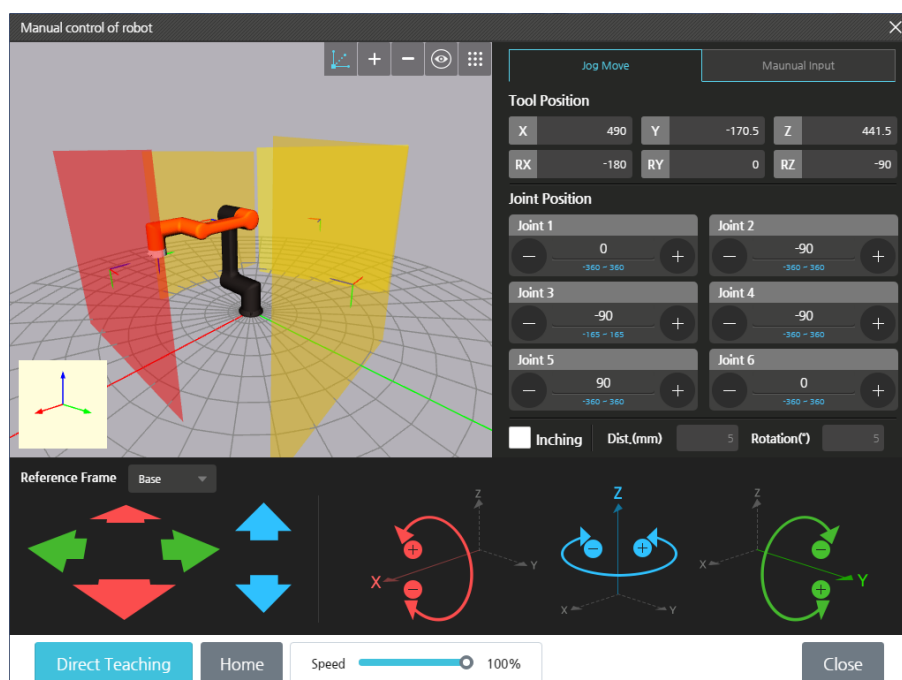 Manual control of robot
Jog Move Maunual Input
Tool Position
X 490 Y -170.5 Z 441.5
RX -180 RY 0 RZ -90
Joint Position
Joint 1 Joint 2
0 -90
-360 ~ 360 -360 ~ 360
Joint 3 Joint 4
-90 -90
-165 ~ 165 -360 ~ 360
Joint 5 Joint 6
90 0
-360 ~ 360 -360 ~ 360
Inching Dist.(mm) 5 Rotation(°) 5
Reference Frame Base
Z Z Z
X Y X Y X Y
Direct Teaching Home Speed 100% Close